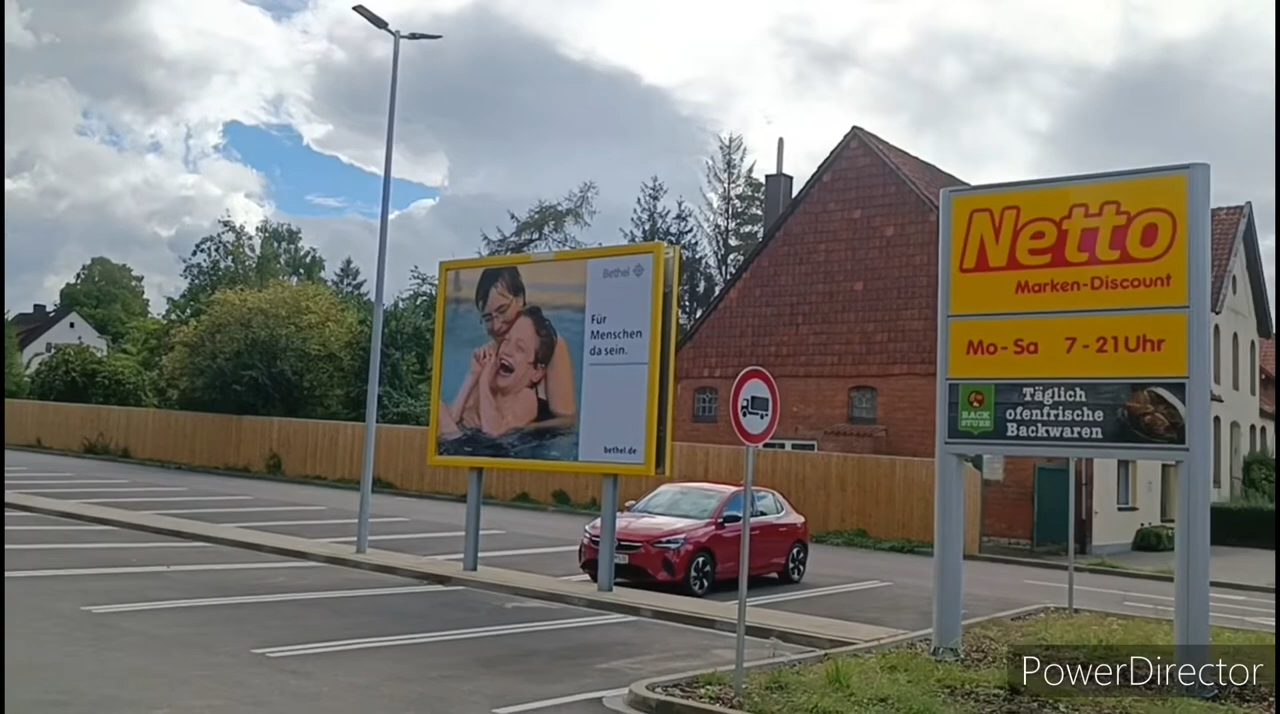 Bethel
Für
Menschen
da sein.
bethel.de
Netto
Marken-Discount
Mo-Sa 7-21Uhr
BACK
STUBE
Täglich
ofenfrische
Backwaren
PowerDirector